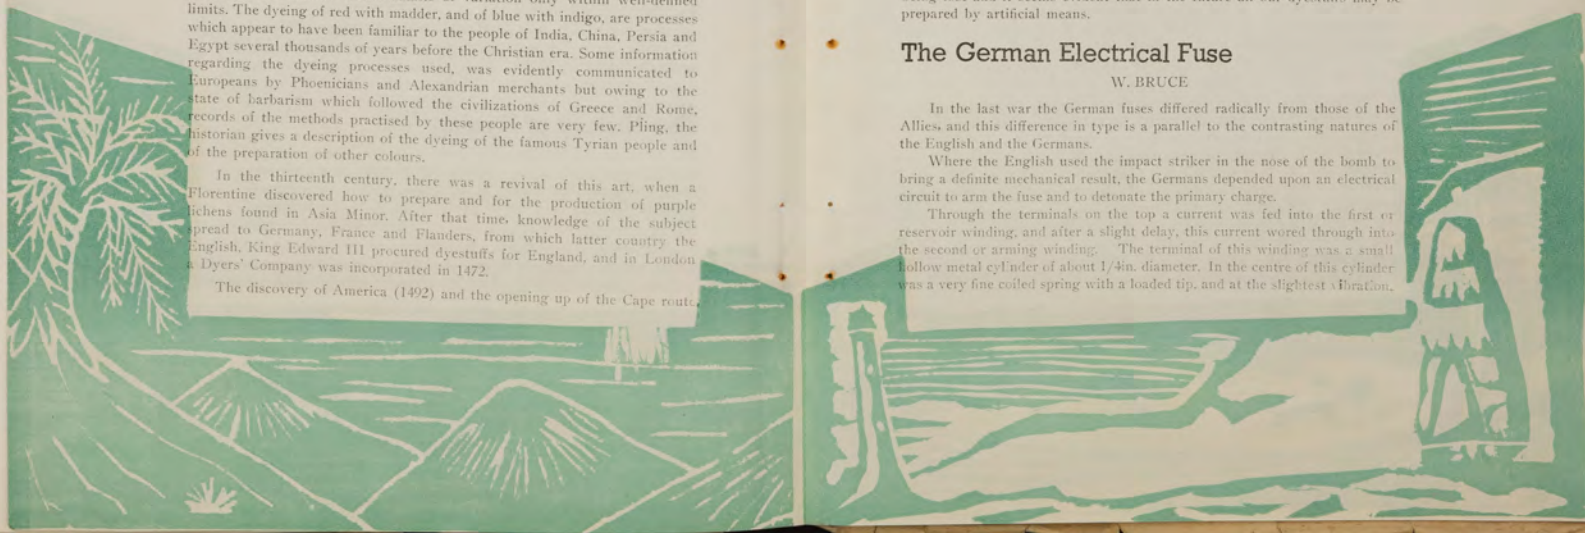 limits. The dyeing of red with madder, and of blue with indigo, are processes
which appear to have been familiar to the people of India, China, Persia and
Egypt several thousands of years before the Christian era. Some information
regarding the dyeing processes used, was evidently communicated to
Europeans by Phoenicians and Alexandrian merchants but owing to the
state of barbarism which followed the civilizations of Greece and Rome,
records of the methods practised by these people are very few. Pling, the
historian gives a description of the dyeing of the famous Tyrian people and
of the preparation of other colours.
In the thirteenth century, there was a revival of this art, when a
Florentine discovered how to prepare and for the production of purple
lichens found in Asia Minor. After that time, knowledge of the subject
spread to Germany, France and Flanders, from which latter country the
English, King Edward III procured dyestuffs for England, and in London
a Dyers' Company was incorporated in 1472.
The discovery of America (1492) and the opening up of the Cape route,
prepared by artificial means.
The German Electrical Fuse
W. BRUCE
In the last war the German fuses differed radically from those of the
Allies, and this difference in type is a parallel to the contrasting natures of
the English and the Germans.
Where the English used the impact striker in the nose of the bomb to
bring a definite mechanical result, the Germans depended upon an electrical
circuit to arm the fuse and to detonate the primary charge.
Through the terminals on the top a current was fed into the first or
reservoir winding, and after a slight delay, this current wored through into
the second or arming winding. The terminal of this winding was a small
hollow metal cylinder of about 1/4in. diameter. In the centre of this cylinder
was a very fine coiled spring with a loaded tip, and at the slightest vibration,